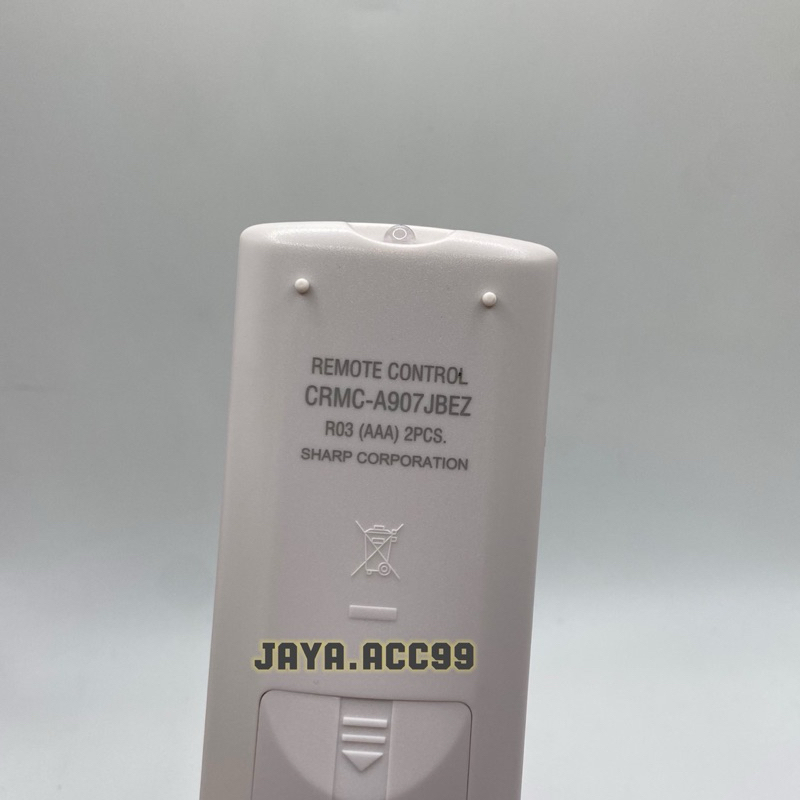 REMOTE CONTROL
CRMC-A907JBEZ
R03 (AAA) 2PCS.
SHARP CORPORATION
JAYA.ACC99